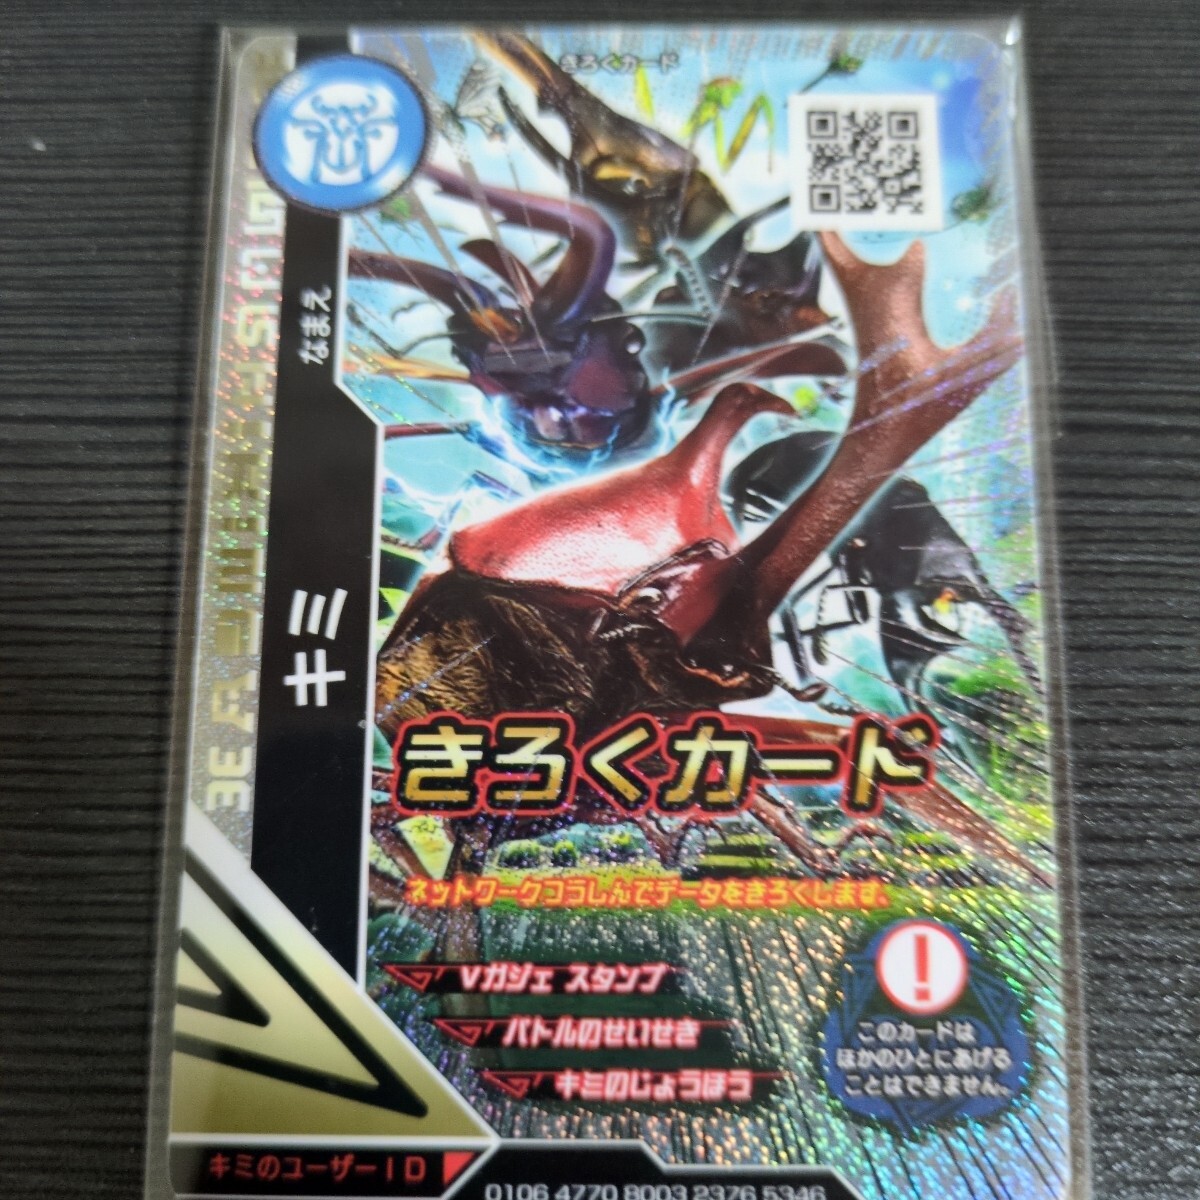 きろくカード
なまえ
キミ
きろくカード
ネットワークつうしんでデータをきろくします。
Vガジェ スタンプ
バトルのせいせき
キミのじょうほう
!
このカードは
ほかのひとにあげる
ことはできません。
キミのユーザーID
0106 4770 8003 2376 5346